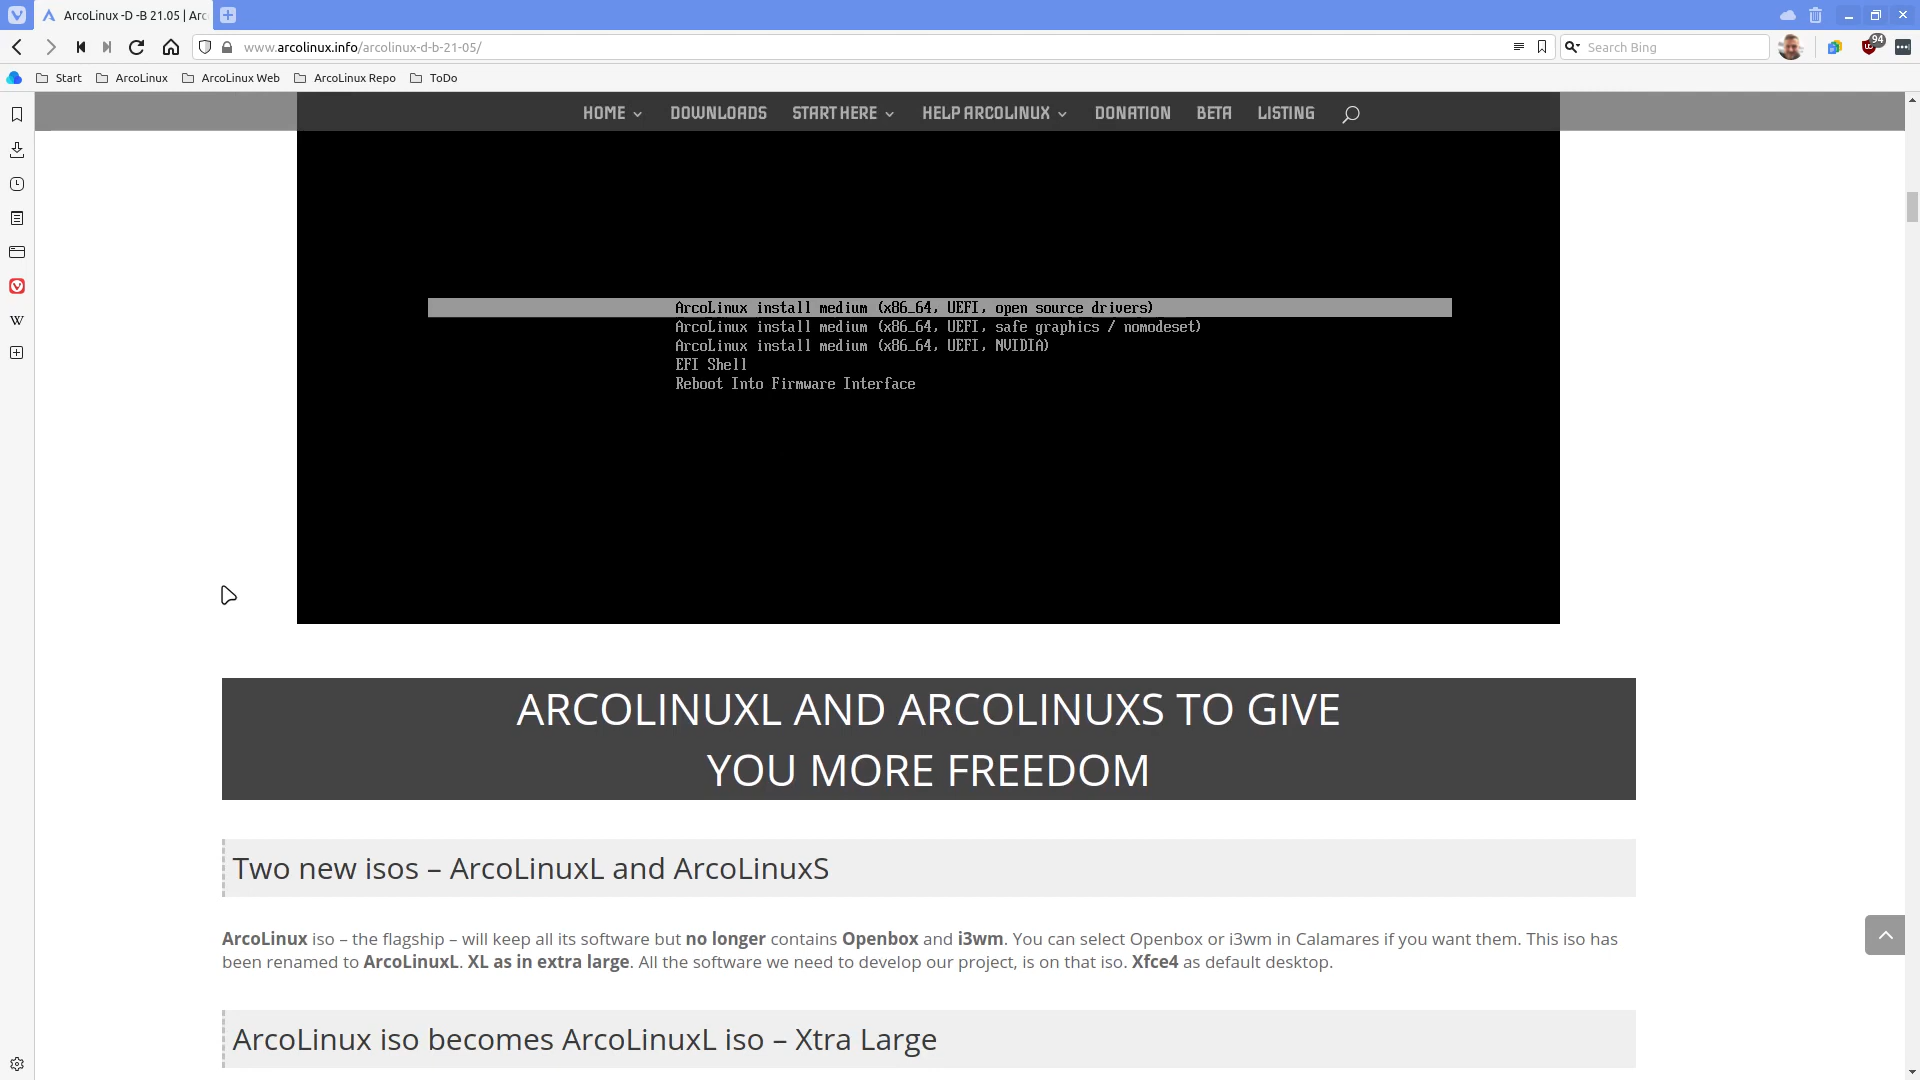 ArcoLinux -D -B 21.05 | Arc
www.arcolinux.info/arcolinux-d-b-21-05/
Search Bing
94
Start
ArcoLinux
ArcoLinux Web
ArcoLinux Repo
ToDo
HOME
DOWNLOADS
START HERE
HELP ARCOLINUX
DONATION
BETA
LISTING
ArcoLinux install medium (x86_64, UEFI, open source drivers)
ArcoLinux install medium (x86_64, UEFI, safe graphics / nomodeset)
ArcoLinux install medium (x86_64, UEFI, NVIDIA)
EFI Shell
Reboot Into Firmware Interface
ARCOLINUXL AND ARCOLINUXS TO GIVE
YOU MORE FREEDOM
Two new isos – ArcoLinuxL and ArcoLinuxS
ArcoLinux iso – the flagship – will keep all its software but no longer contains Openbox and i3wm. You can select Openbox or i3wm in Calamares if you want them. This iso has
been renamed to ArcoLinuxL. XL as in extra large. All the software we need to develop our project, is on that iso. Xfce4 as default desktop.
ArcoLinux iso becomes ArcoLinuxL iso – Xtra Large